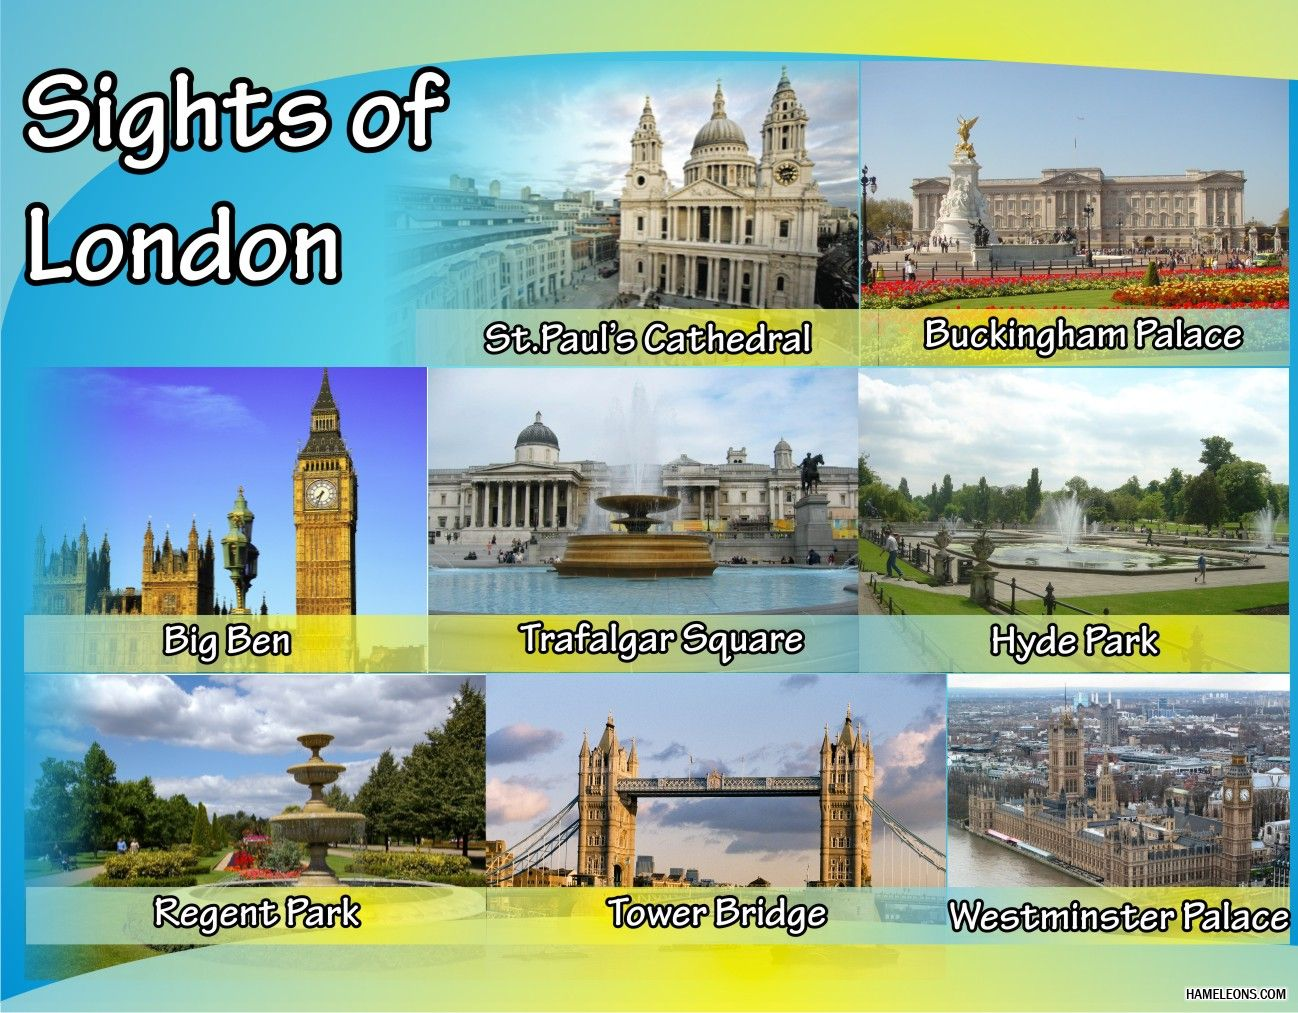 Sights of
London
St.Paul's Cathedral
Buckingham Palace
Big Ben
Trafalgar Square
Hyde Park
Regent Park
Tower Bridge
Westminster Palace
HAMELEONS.COM